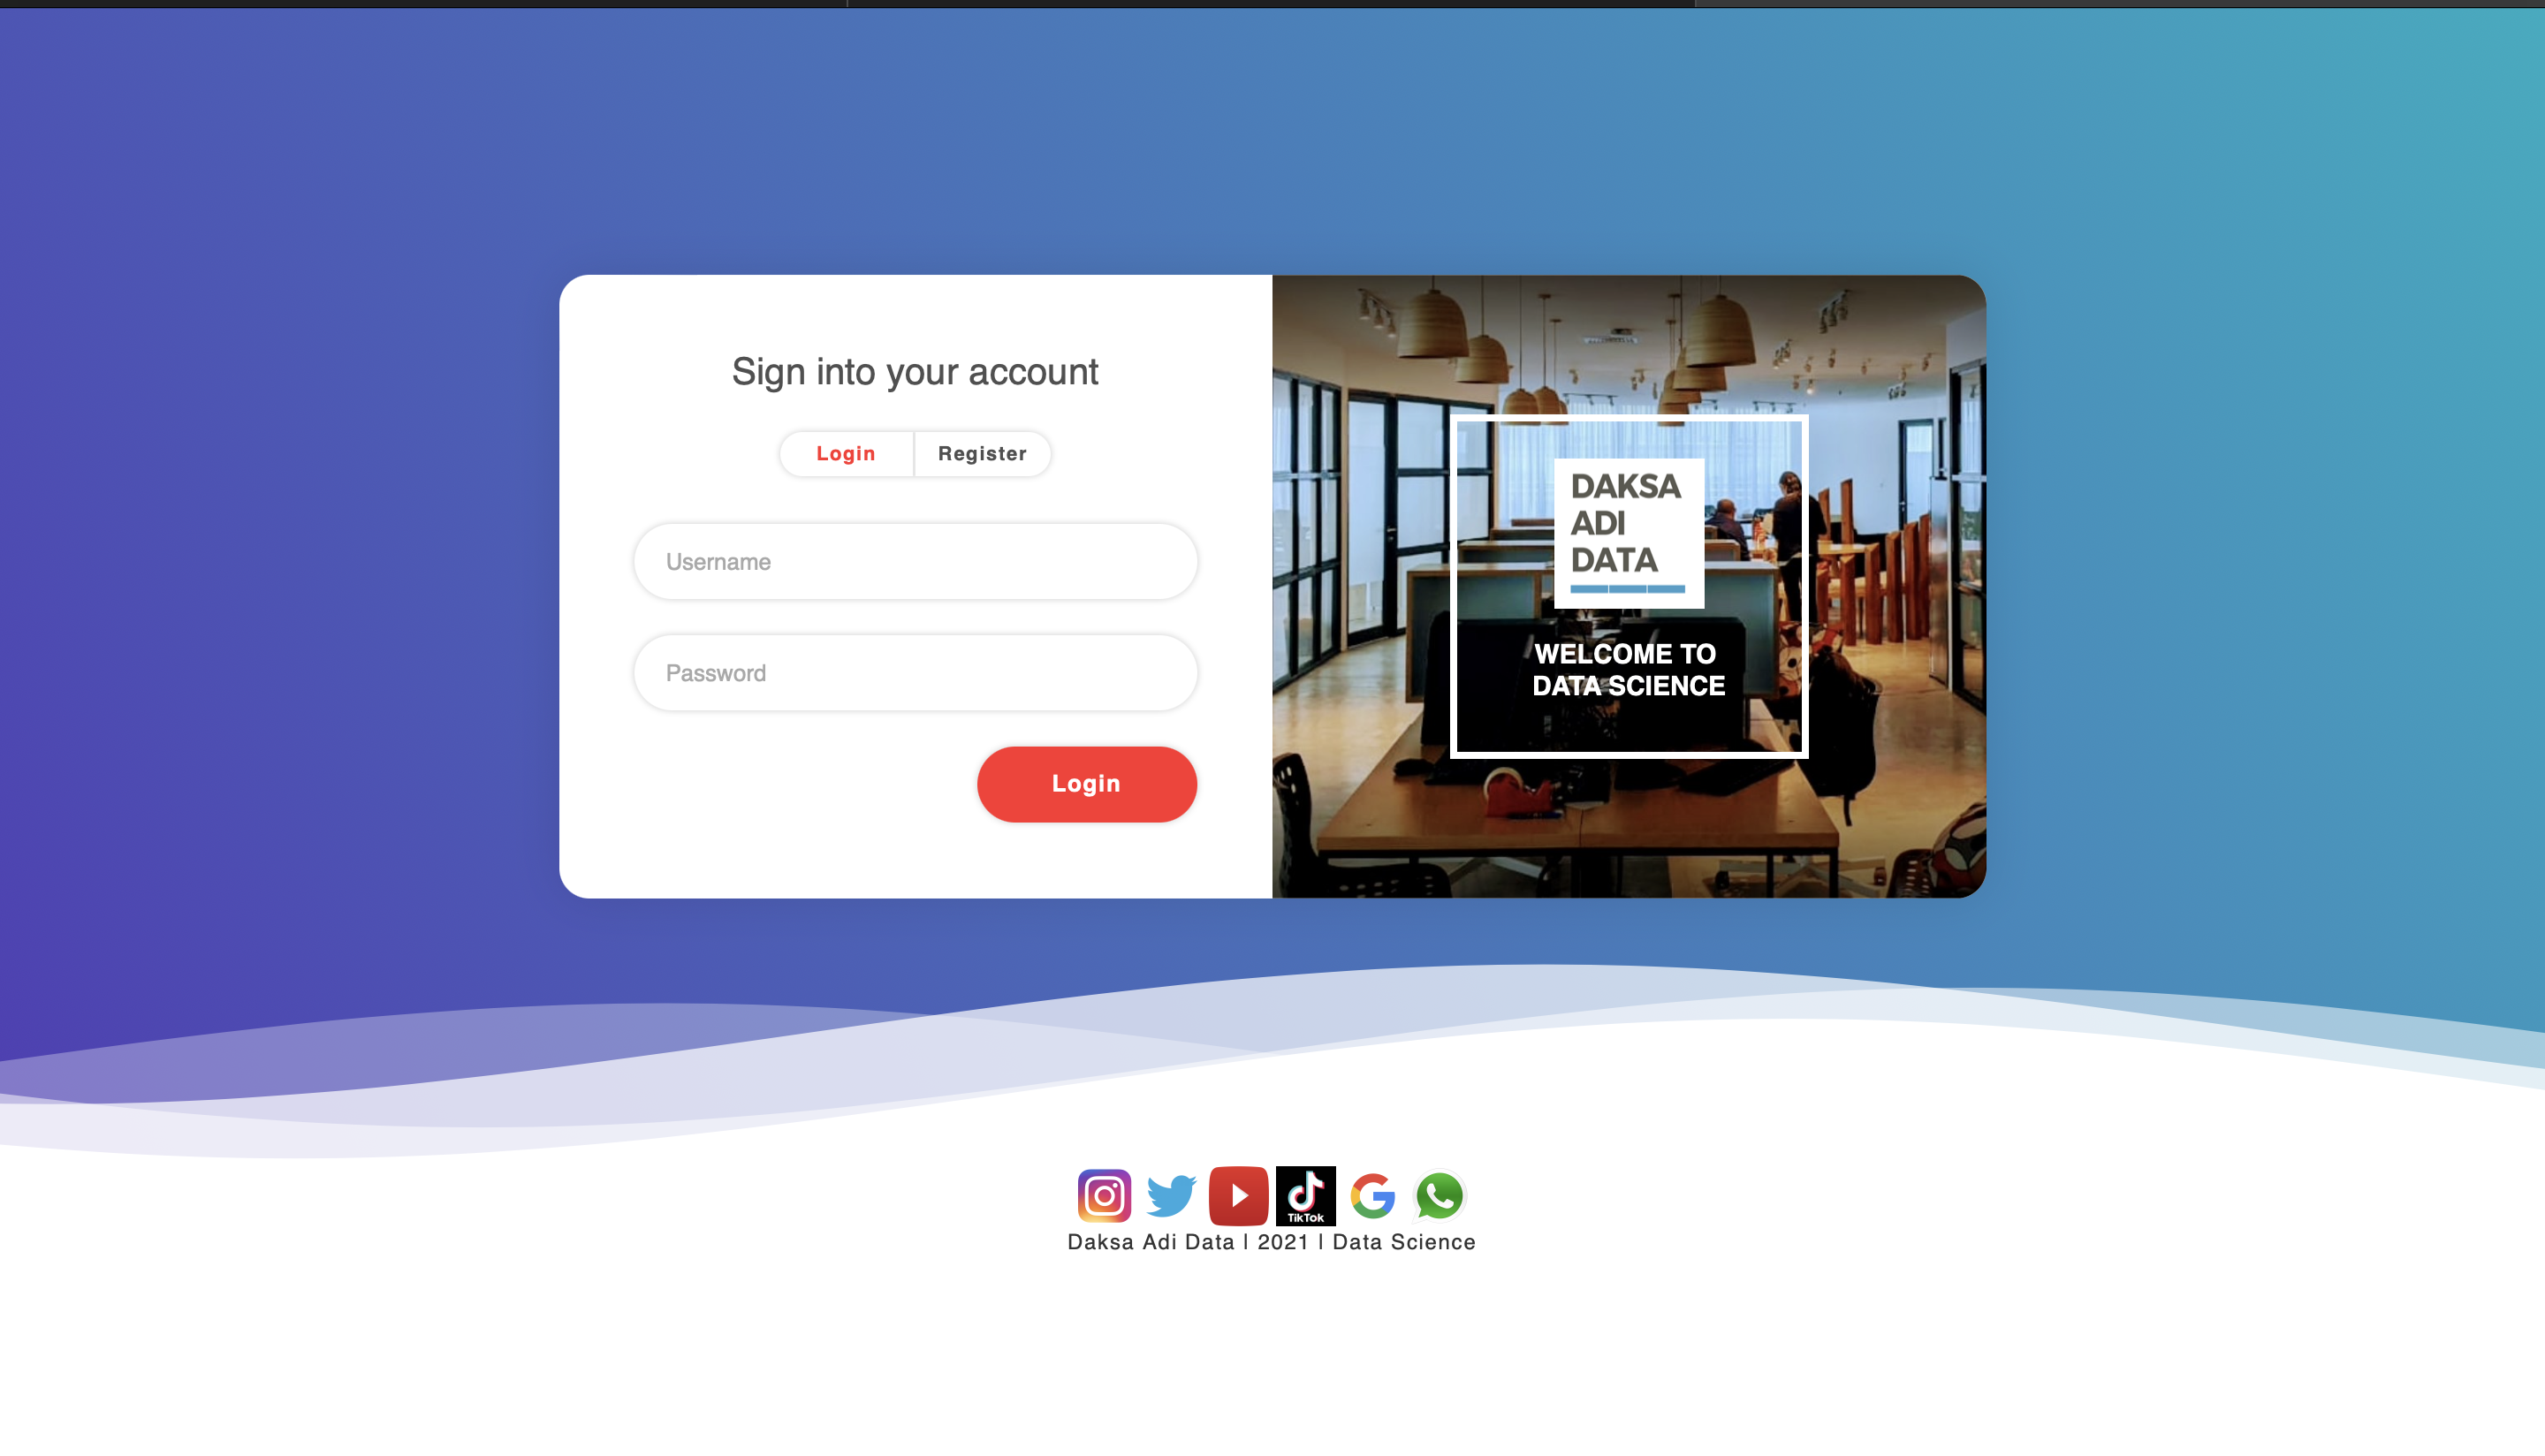 Sign into your account
Login
Register
Username
Password
Login
DAKSA
ADI
DATA
WELCOME TO
DATA SCIENCE
TikTok
Daksa Adi Data | 2021 | Data Science